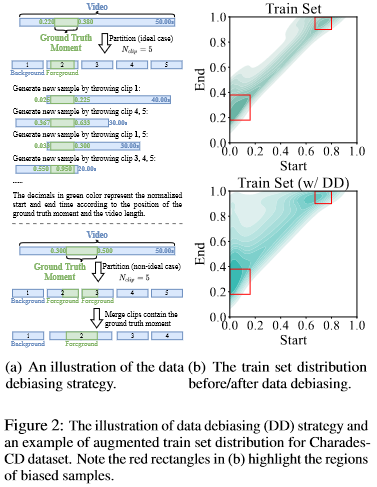 Video
0.220 0.380 50.00s
Ground Truth
Moment
Partition (ideal case)
N_clip = 5
1 2 3 4 5
Background Foreground
Generate new sample by throwing clip 1:
0.225 40.00s
Generate new sample by throwing clip 4, 5:
0.367 0.633 30.00s
Generate new sample by throwing clip 1, 5:
0.300 30.00s
Generate new sample by throwing clip 3, 4, 5:
0.550 0.950 20.00s
......
The decimals in green color represent the normalized
start and end time according to the position of the
ground truth moment and the video length.
Video
0.300 0.500 50.00s
Ground Truth
Moment
Partition (non-ideal case)
N_clip = 5
1 2 3 4 5
Background Foreground Foreground
Merge clips contain the
ground truth moment
1 2 3 4
Background Foreground
Train Set
1.0
0.8
0.6
0.4
0.2
0.0
End
0.0 0.2 0.4 0.6 0.8 1.0
Start
Train Set (w/ DD)
1.0
0.8
0.6
0.4
0.2
0.0
End
0.0 0.2 0.4 0.6 0.8 1.0
Start
(a) An illustration of the data
debiasing strategy.
(b) The train set distribution
before/after data debiasing.
Figure 2: The illustration of data debiasing (DD) strategy and
an example of augmented train set distribution for Charades-
CD dataset. Note the red rectangles in (b) highlight the regions
of biased samples.